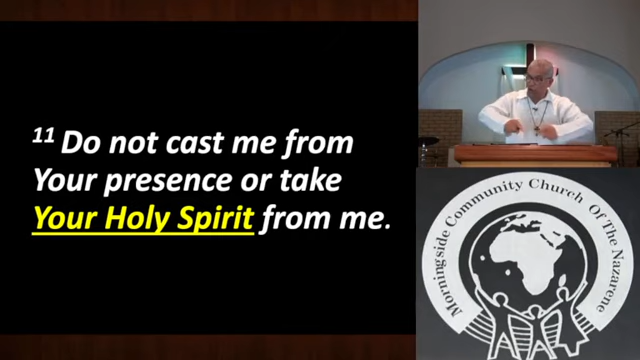 11 Do not cast me from
Your presence or take
Your Holy Spirit from me.
Morningside Community Church Of The Nazarene